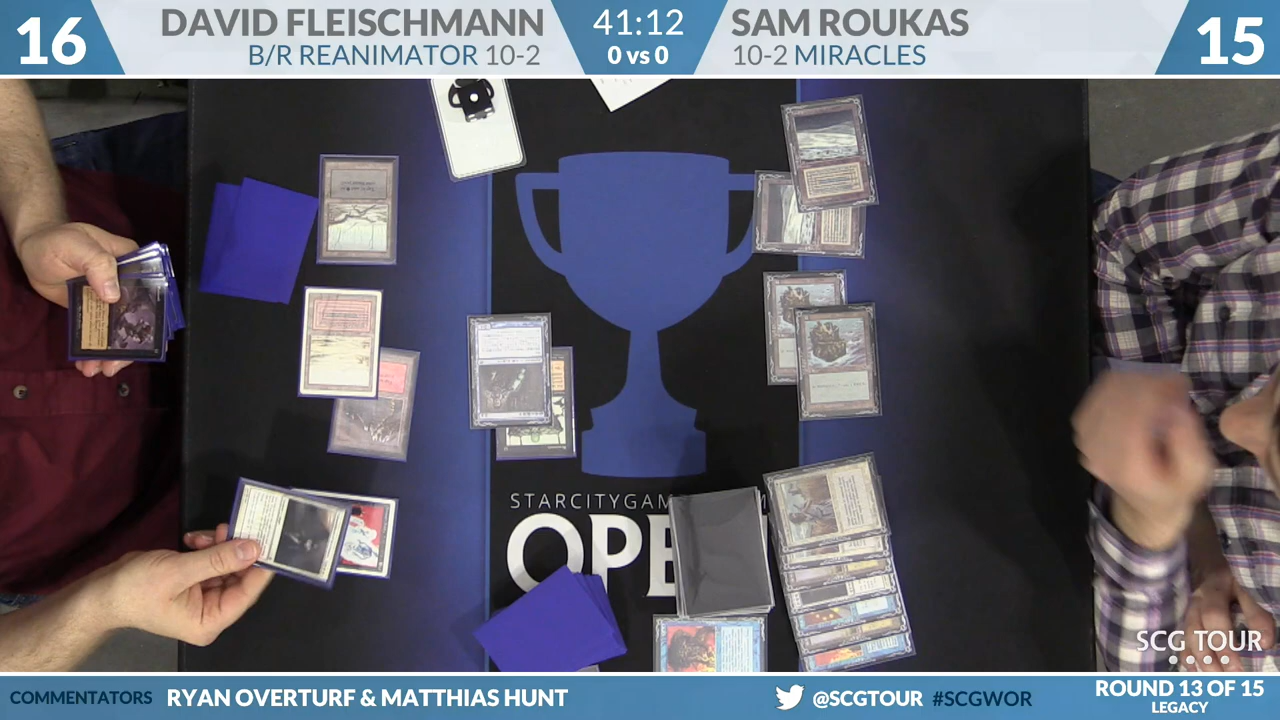 16
DAVID FLEISCHMANN
B/R REANIMATOR 10-2
41:12
0 vs 0
SAM ROUKAS
10-2 MIRACLES
15
STARCITYGAM
OPE
SCG TOUR
COMMENTATORS RYAN OVERTURF & MATTHIAS HUNT
@SCGTOUR #SCGWOR
ROUND 13 OF 15
LEGACY